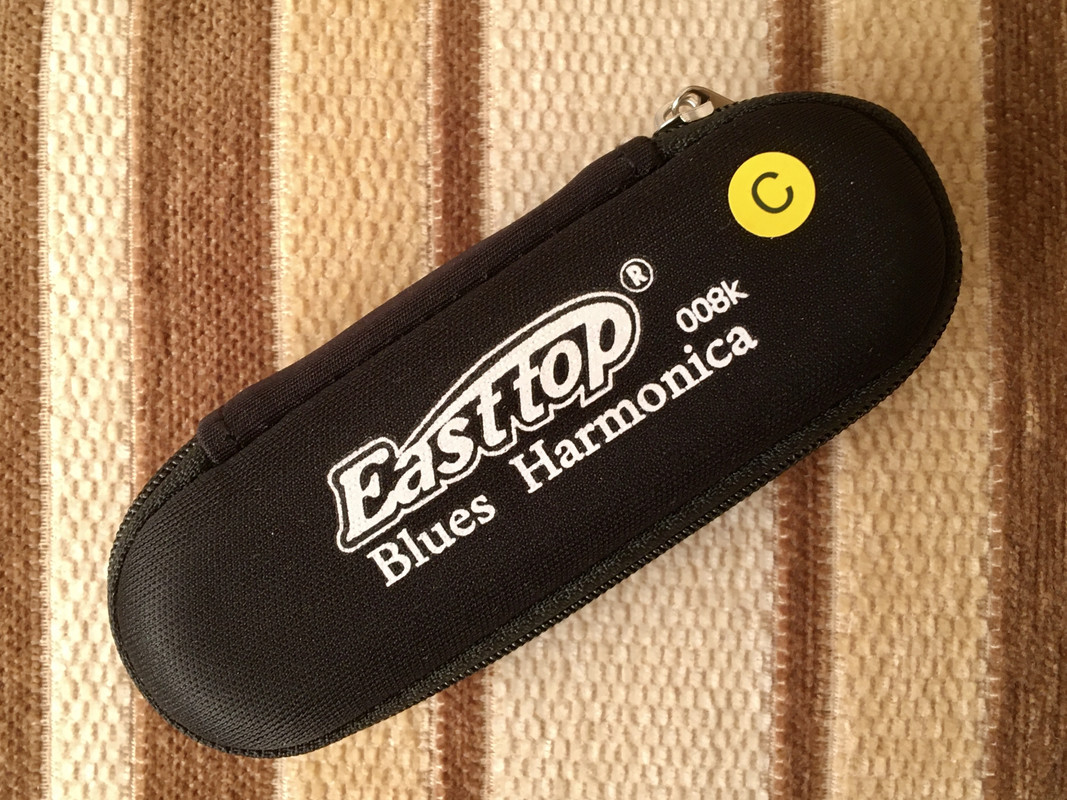 C
Easttop®
008k
Blues Harmonica